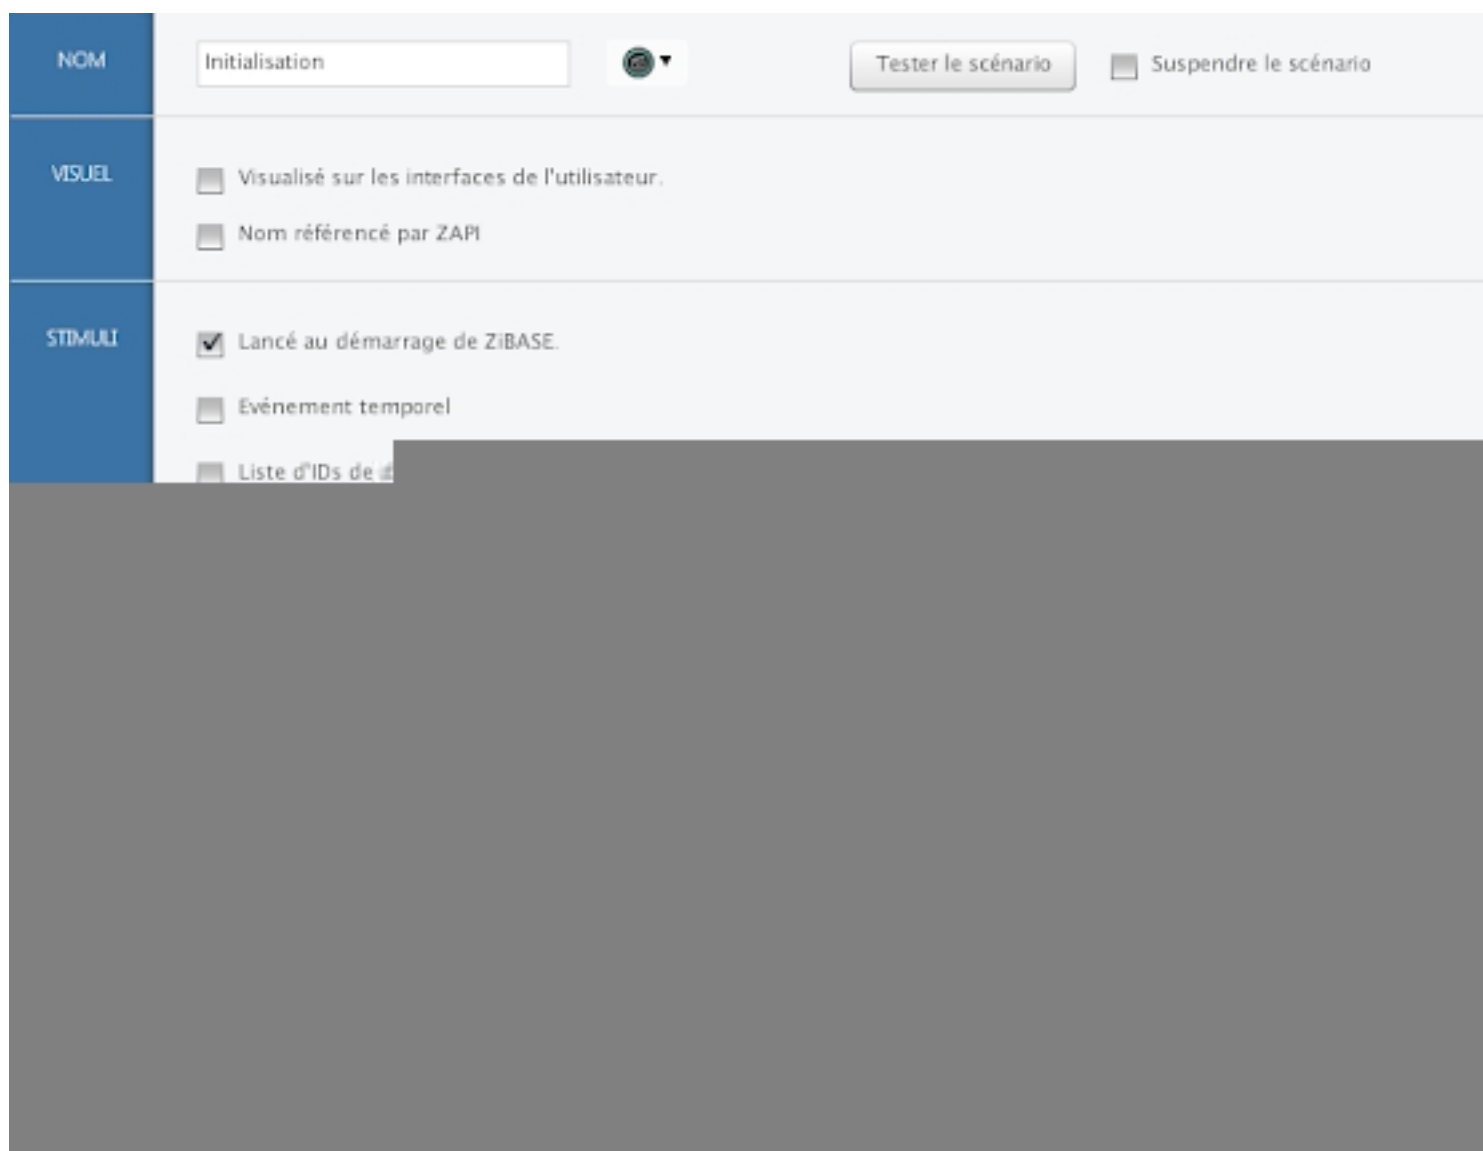 NOM
Initialisation
Tester le scénario
Suspendre le scénario
VISUEL
Visualisé sur les interfaces de l'utilisateur.
Nom référencé par ZAPI
STIMULI
Lancé au démarrage de ZiBASE.
Evénement temporel
Liste d'IDs de